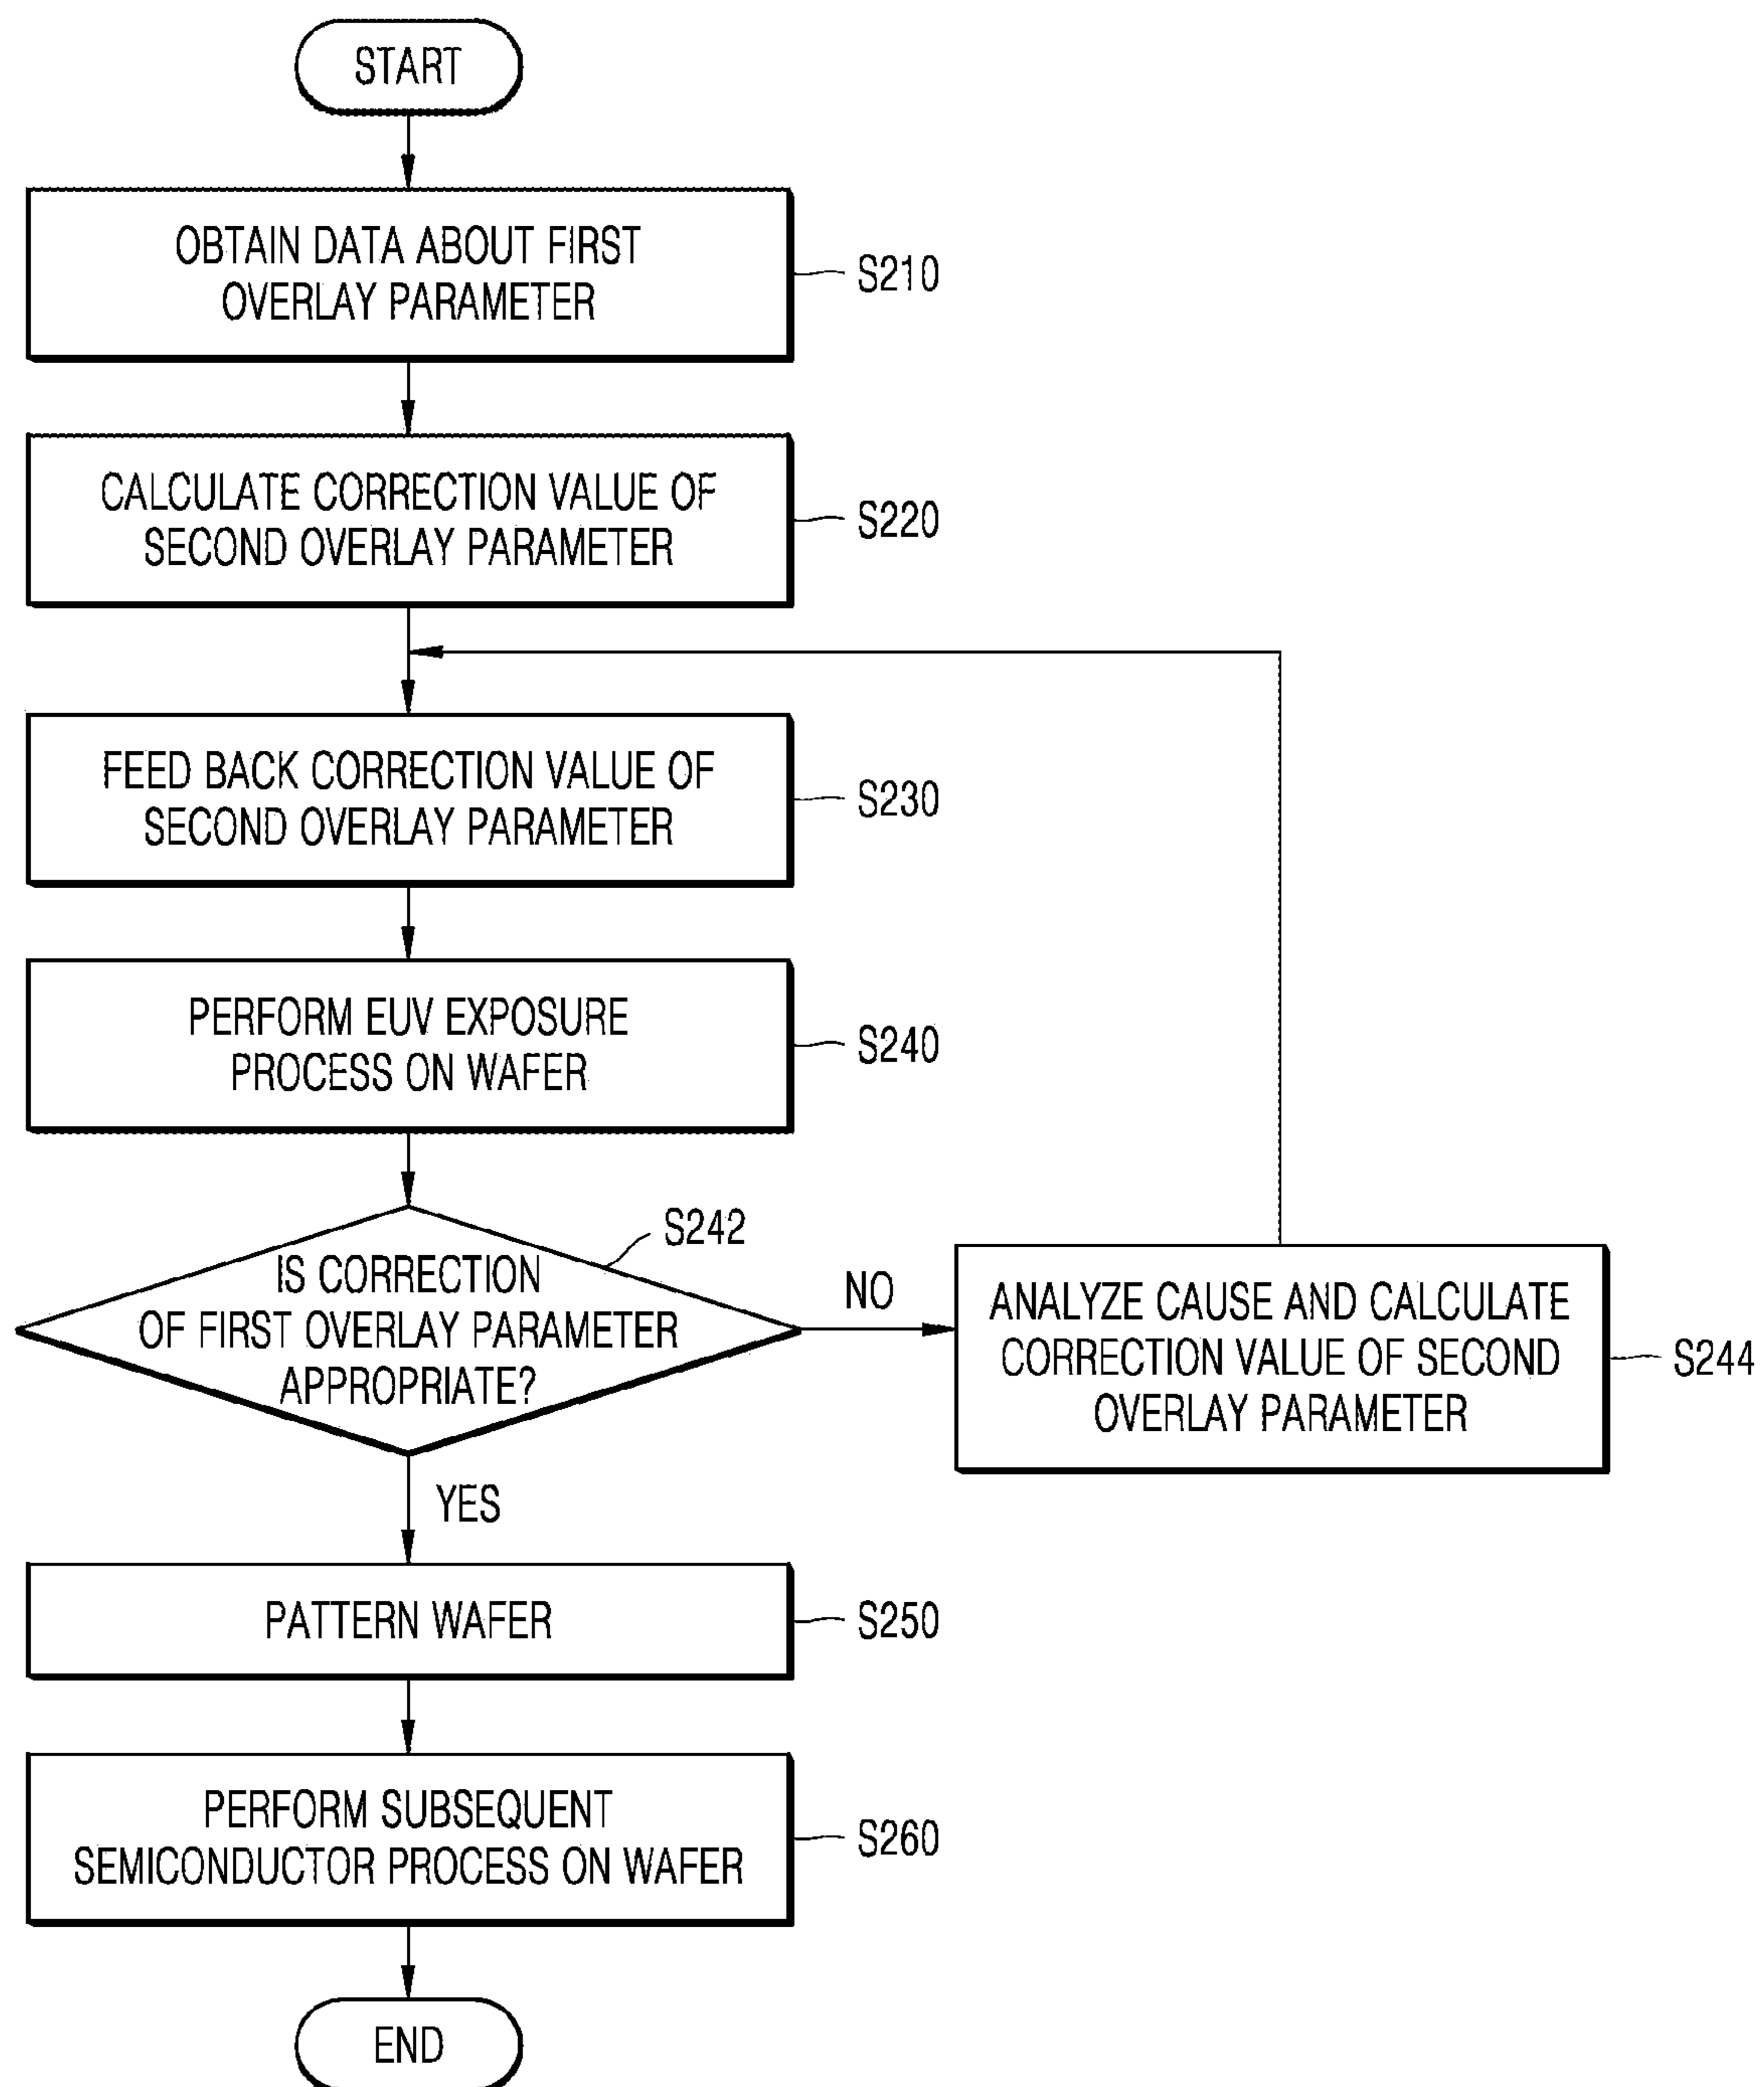 START
OBTAIN DATA ABOUT FIRST
OVERLAY PARAMETER
S210
CALCULATE CORRECTION VALUE OF
SECOND OVERLAY PARAMETER
S220
FEED BACK CORRECTION VALUE OF
SECOND OVERLAY PARAMETER
S230
PERFORM EUV EXPOSURE
PROCESS ON WAFER
S240
S242
IS CORRECTION
OF FIRST OVERLAY PARAMETER
APPROPRIATE?
NO
ANALYZE CAUSE AND CALCULATE
CORRECTION VALUE OF SECOND
OVERLAY PARAMETER
S244
YES
PATTERN WAFER
S250
PERFORM SUBSEQUENT
SEMICONDUCTOR PROCESS ON WAFER
S260
END